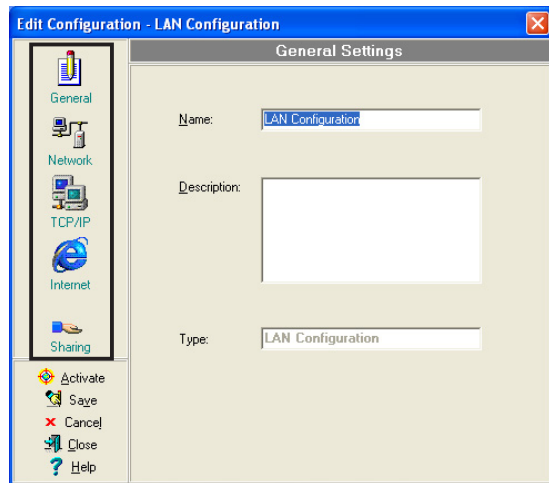 Edit Configuration - LAN Configuration
General Settings
General
Network
TCP/IP
Internet
Sharing
Activate
Save
Cancel
Close
Help
Name:
LAN Configuration
Description:
Type:
LAN Configuration